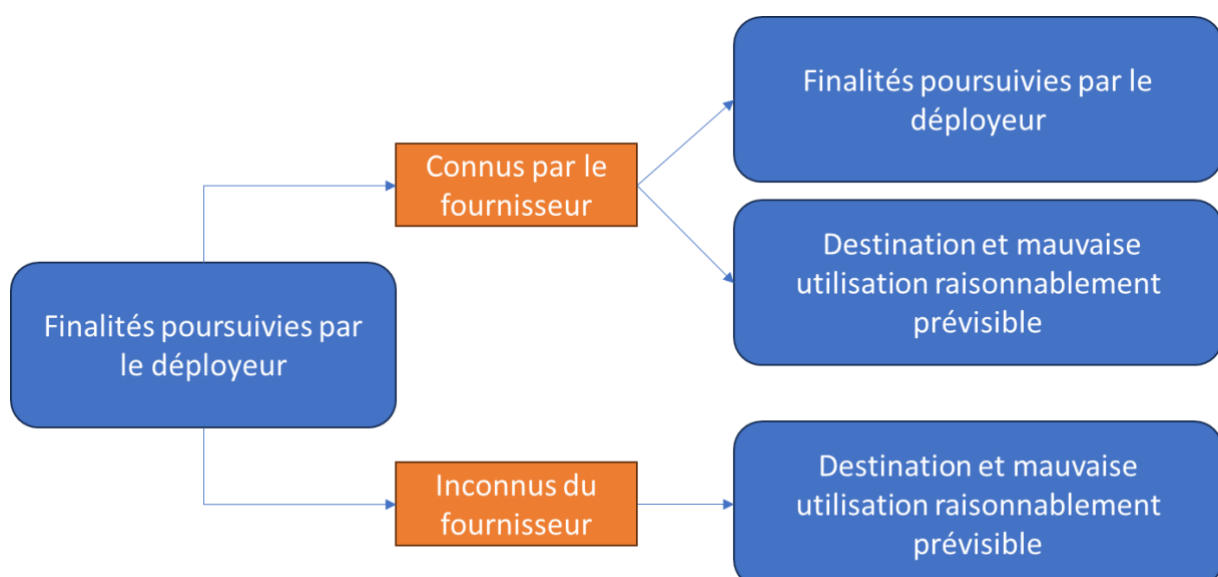 Finalités poursuivies par
le déployeur
Connus par le
fournisseur
Finalités poursuivies par le
déployeur
Destination et mauvaise
utilisation raisonnablement
prévisible
Inconnus du
fournisseur
Destination et mauvaise
utilisation raisonnablement
prévisible